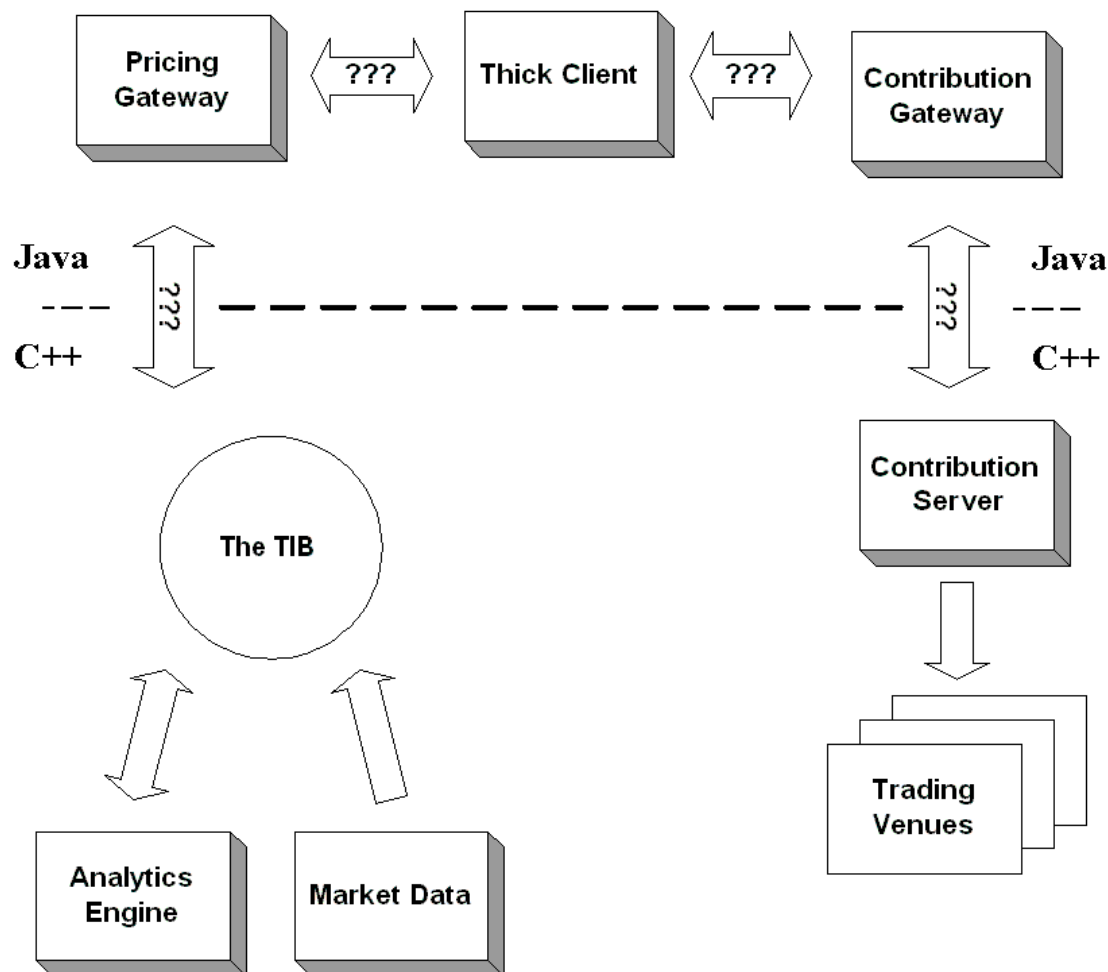 Pricing
Gateway
???
Thick Client
???
Contribution
Gateway
Java
C++
???
???
Java
C++
The TIB
Contribution
Server
Trading
Venues
Analytics
Engine
Market Data